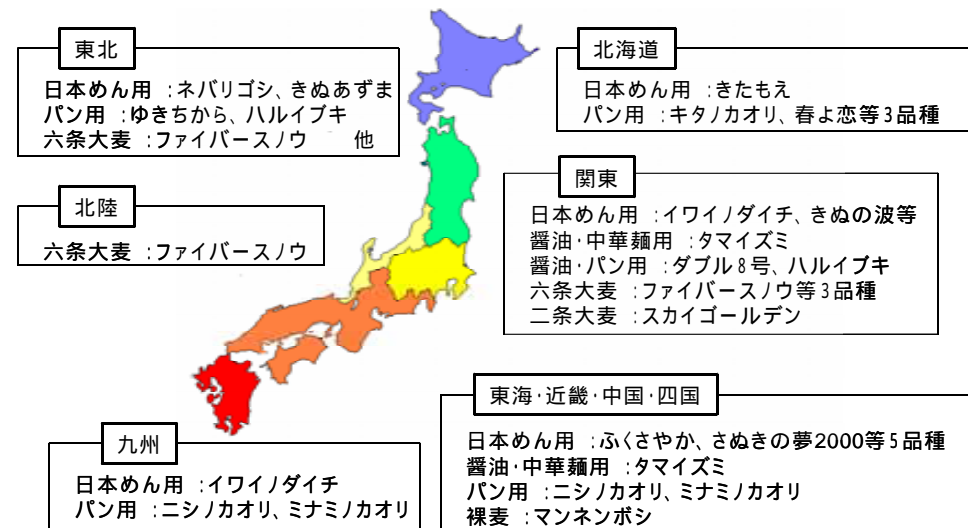 東北
日本めん用 :ネバリゴシ、きぬあずま
パン用 :ゆきちから、ハルイブキ
六条大麦 :ファイバースノウ 他
北海道
日本めん用 :きたもえ
パン用 :キタノカオリ、春よ恋等3品種
北陸
六条大麦 :ファイバースノウ
関東
日本めん用 :イワイノダイチ、きぬの波等
醤油·中華麺用 :タマイズミ
醤油·パン用 :ダブル8号、ハルイブキ
六条大麦 :ファイバースノウ等3品種
二条大麦 :スカイゴールデン
東海·近畿·中国·四国
日本めん用 :ふくさやか、さぬきの夢2000等5品種
醤油·中華麺用 :タマイズミ
パン用 :ニシノカオリ、ミナミノカオリ
裸麦 :マンネンボシ
九州
日本めん用 :イワイノダイチ
パン用 :ニシノカオリ、ミナミノカオリ